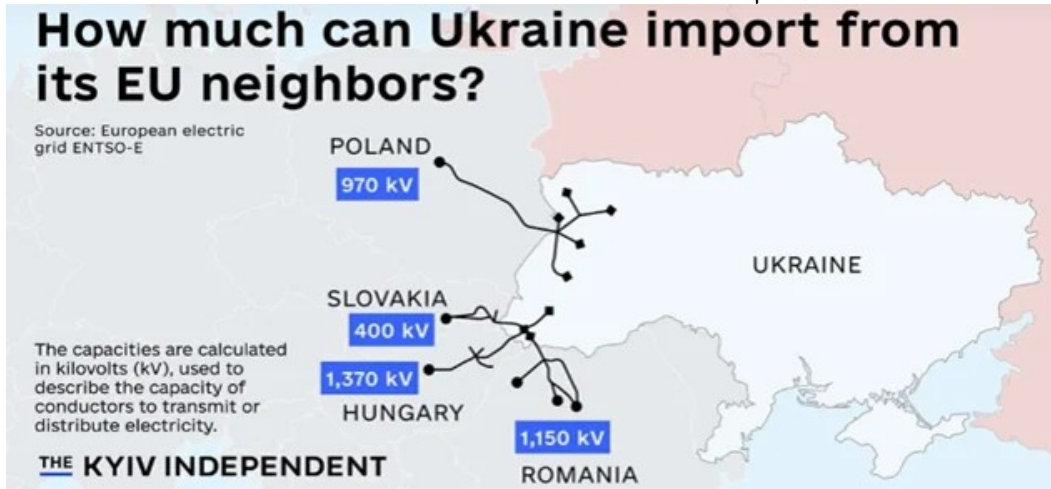 How much can Ukraine import from
its EU neighbors?
Source: European electric
grid ENTSO-E
POLAND
970 kV
UKRAINE
SLOVAKIA
400 kV
The capacities are calculated
in kilovolts (kV), used to
describe the capacity of
conductors to transmit or
distribute electricity.
1,370 kV
HUNGARY
1,150 kV
ROMANIA
THE KYIV INDEPENDENT